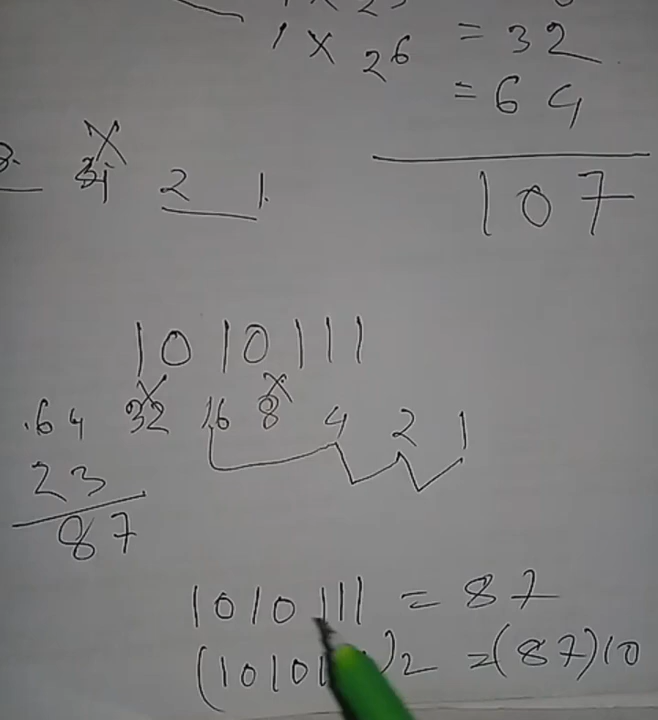 1 × 2⁶ = 32
= 64
2 1.
107
1010111
.64 32 16 8 4 2 1
23
87
1010111 = 87
(1010 )2 =(87)10